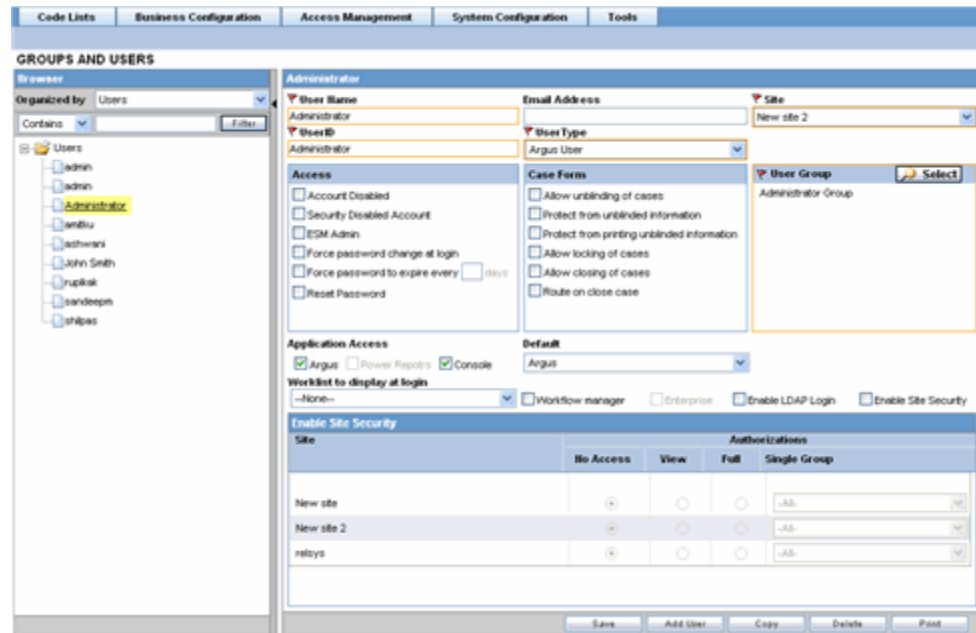 Code Lists Business Configuration Access Management System Configuration Tools
GROUPS AND USERS
Browser
Organized by Users
Contains Filter
Users
admin
admin
Administrator
amitku
ashwani
John Smith
rupikak
sandeepm
shilpas
Administrator
User Name Email Address Site
Administrator New site 2
UserID UserType
Administrator Argus User
Access Case Form User Group Select
Account Disabled Allow unblinding of cases Administrator Group
Security Disabled Account Protect from unblinded information
ESM Admin Protect from printing unblinded information
Force password change at login Allow locking of cases
Force password to expire every days Allow closing of cases
Reset Password Route on close case
Application Access Default
Argus Power Repotrs Console Argus
Worklist to display at login
--None-- Workflow manager Enterprise Enable LDAP Login Enable Site Security
Enable Site Security
Site Authorizations
No Access View Full Single Group
New site -All-
New site 2 -All-
relsys -All-
Save Add User Copy Delete Print